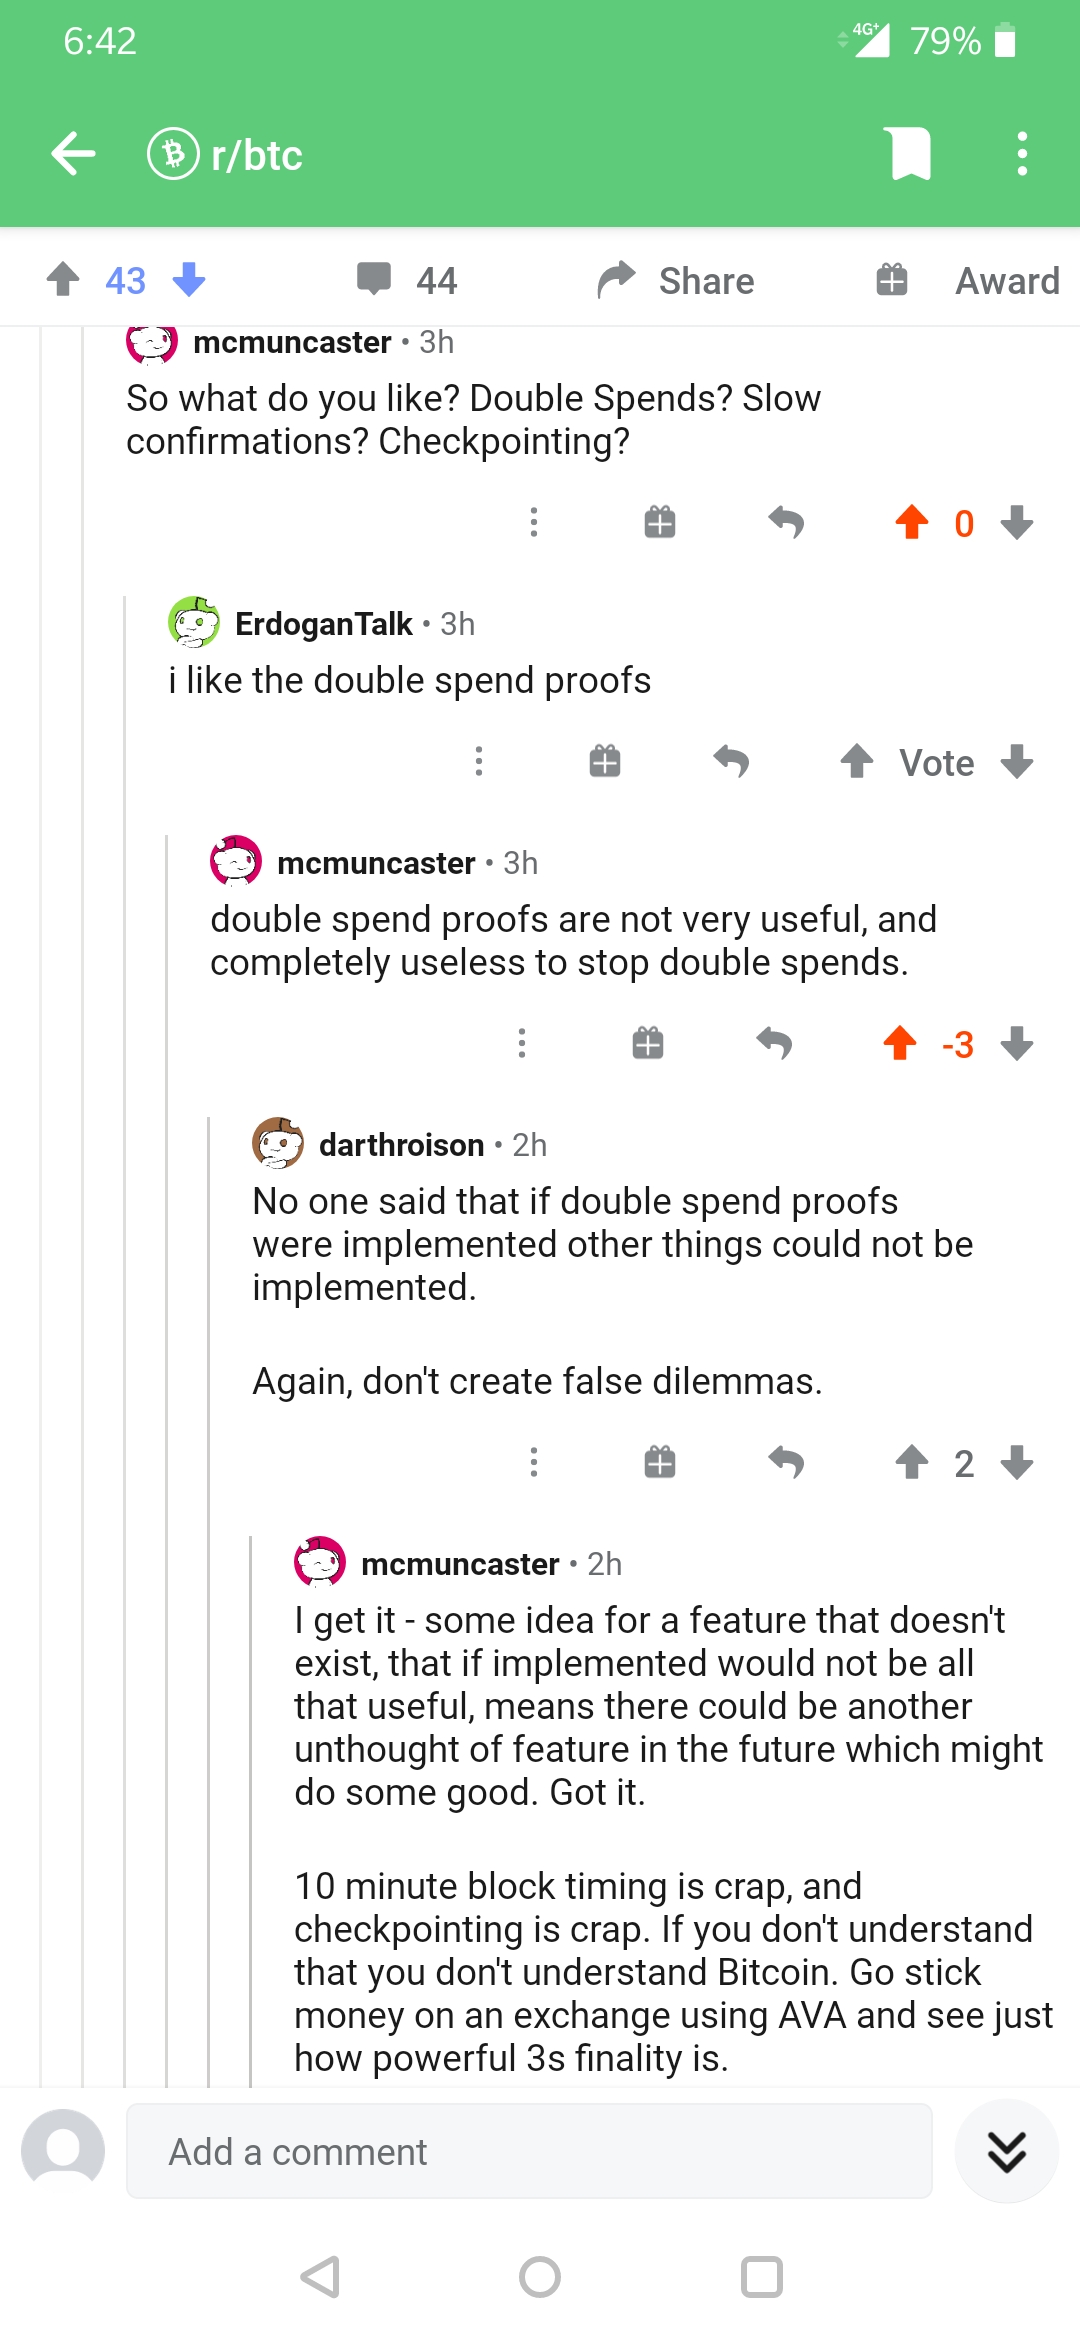 6:42
4G+ 79%
r/btc
43 44 Share Award
mcmuncaster • 3h
So what do you like? Double Spends? Slow
confirmations? Checkpointing?
0
ErdoganTalk • 3h
i like the double spend proofs
Vote
mcmuncaster • 3h
double spend proofs are not very useful, and
completely useless to stop double spends.
-3
darthroison • 2h
No one said that if double spend proofs
were implemented other things could not be
implemented.
Again, don't create false dilemmas.
2
mcmuncaster • 2h
I get it - some idea for a feature that doesn't
exist, that if implemented would not be all
that useful, means there could be another
unthought of feature in the future which might
do some good. Got it.
10 minute block timing is crap, and
checkpointing is crap. If you don't understand
that you don't understand Bitcoin. Go stick
money on an exchange using AVA and see just
how powerful 3s finality is.
Add a comment